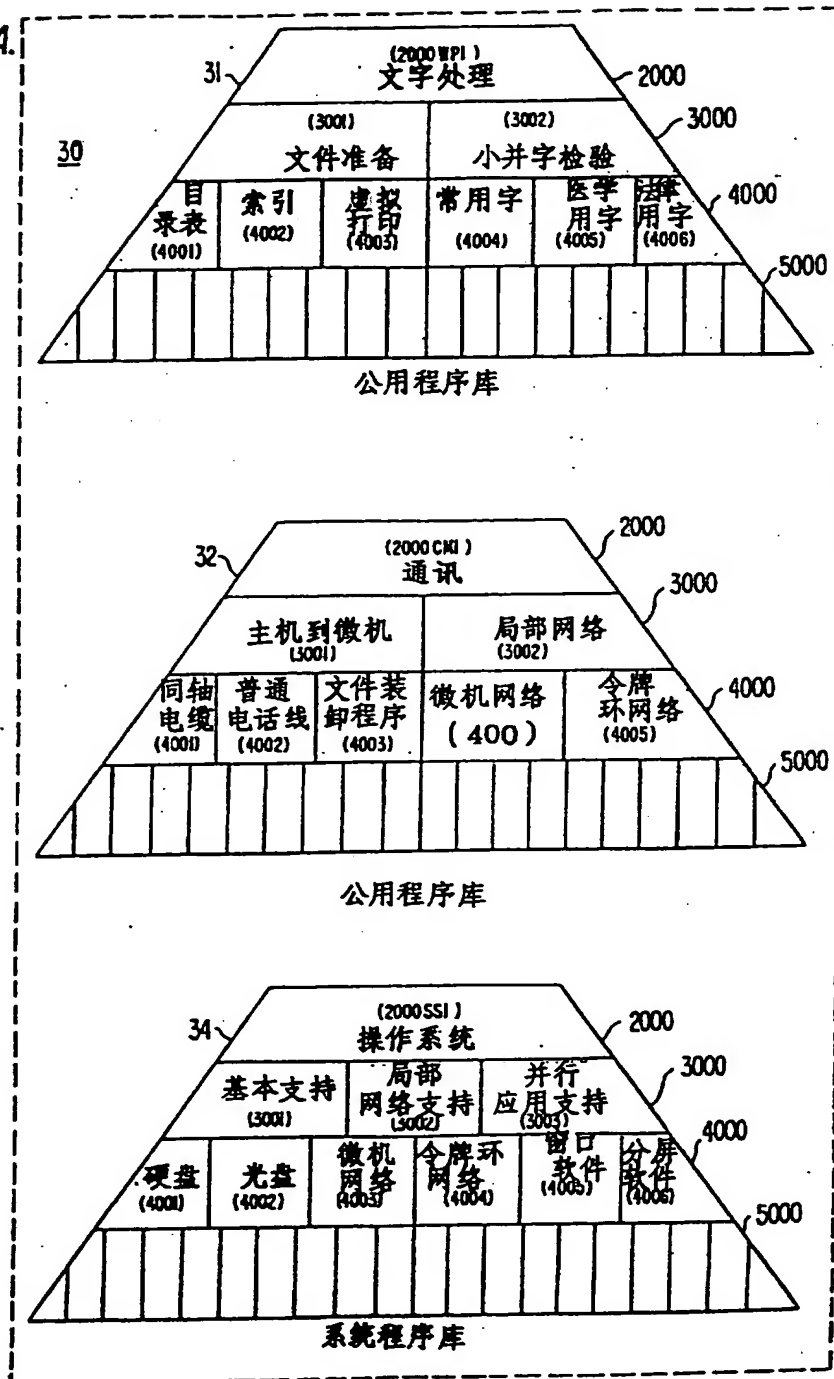 A.
(2000WPI)
文字处理
31
2000
(3001)
文件准备
(3002)
小并字检验
3000
30
目
录表
(4001)
索引
(4002)
虚拟
打印
(4003)
常用字
(4004)
医学
用字
(4005)
法律
用字
(4006)
4000
5000
公用程序库
(2000CMI)
通讯
32
2000
主机到微机
(3001)
局部网络
(3002)
3000
同轴
电缆
(4001)
普通
电话线
(4002)
文件装
卸程序
(4003)
微机网络
(400)
令牌
环网络
(4005)
4000
5000
公用程序库
(2000SSI)
操作系统
34
2000
基本支持
(3001)
局部
网络支持
(3002)
并行
应用支持
(3003)
3000
硬盘
(4001)
光盘
(4002)
微机
网络
(4003)
令牌环
网络
(4004)
窗口
软件
(4005)
分屏
软件
(4006)
4000
5000
系统程序库